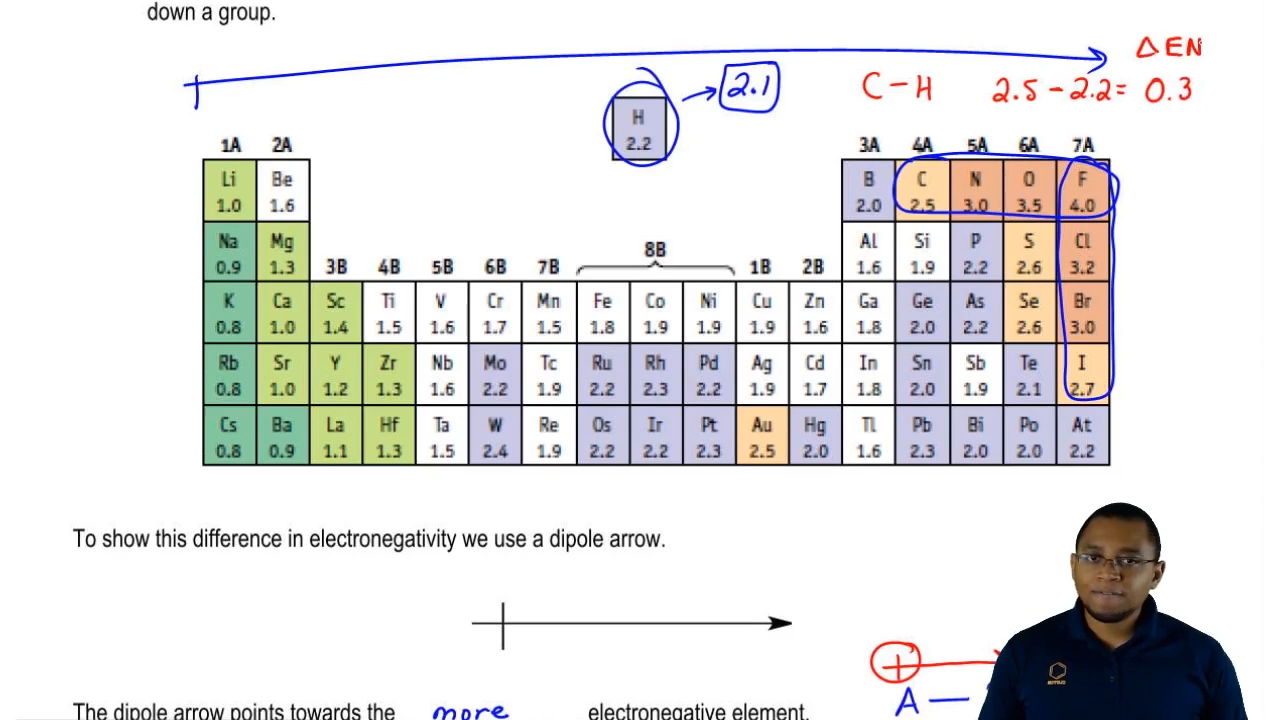 down a group.
Δ EN
H 2.2 → 2.1
C - H 2.5 - 2.2 = 0.3
1A 2A 3A 4A 5A 6A 7A
Li Be B C N O F
1.0 1.6 2.0 2.5 3.0 3.5 4.0
Na Mg Al Si P S Cl
0.9 1.3 3B 4B 5B 6B 7B 8B 1B 2B 1.6 1.9 2.2 2.6 3.2
K Ca Sc Ti V Cr Mn Fe Co Ni Cu Zn Ga Ge As Se Br
0.8 1.0 1.4 1.5 1.6 1.7 1.5 1.8 1.9 1.9 1.9 1.6 1.8 2.0 2.2 2.6 3.0
Rb Sr Y Zr Nb Mo Tc Ru Rh Pd Ag Cd In Sn Sb Te I
0.8 1.0 1.2 1.3 1.6 2.2 1.9 2.2 2.3 2.2 1.9 1.7 1.8 2.0 1.9 2.1 2.7
Cs Ba La Hf Ta W Re Os Ir Pt Au Hg Tl Pb Bi Po At
0.8 0.9 1.1 1.3 1.5 2.4 1.9 2.2 2.2 2.3 2.5 2.0 1.6 2.3 2.0 2.0 2.2
To show this difference in electronegativity we use a dipole arrow.
A —
The dipole arrow points towards the more electronegative element.